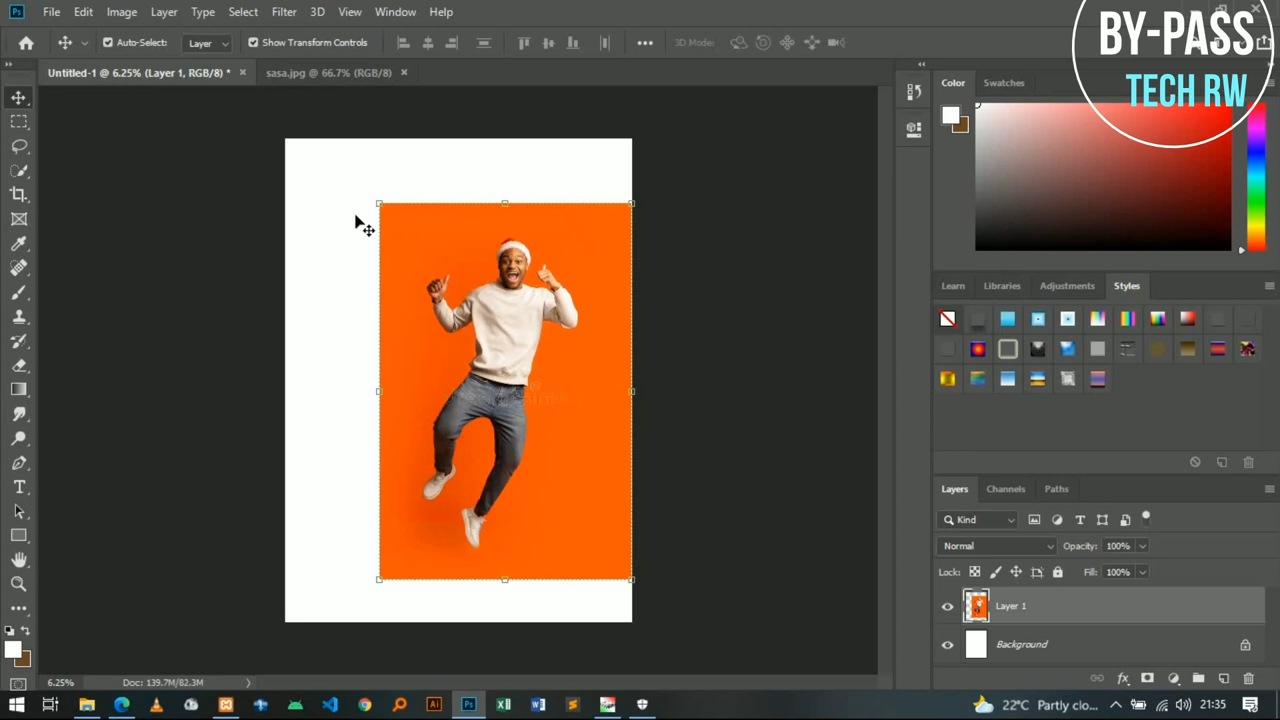 File Edit Image Layer Type Select Filter 3D View Window Help
BY-PASS
TECH RW
Auto-Select: Layer Show Transform Controls 3D Mode:
Untitled-1 @ 6.25% (Layer 1, RGB/8) * sasa.jpg @ 66.7% (RGB/8)
Color Swatches
Learn Libraries Adjustments Styles
Layers Channels Paths
Kind
Normal Opacity: 100%
Lock: Fill: 100%
Layer 1
Background
6.25% Doc: 139.7M/82.3M
22°C Partly clo... 21:35